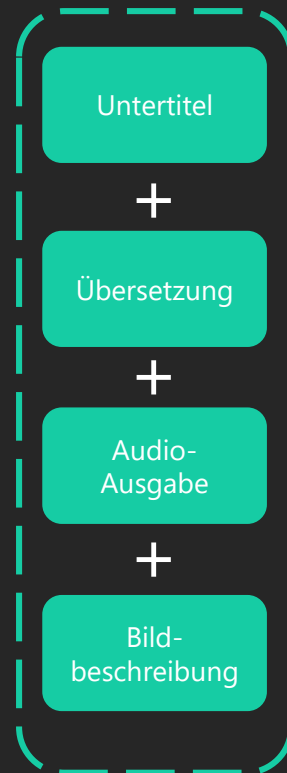 Untertitel
+
Übersetzung
+
Audio-
Ausgabe
+
Bild-
beschreibung